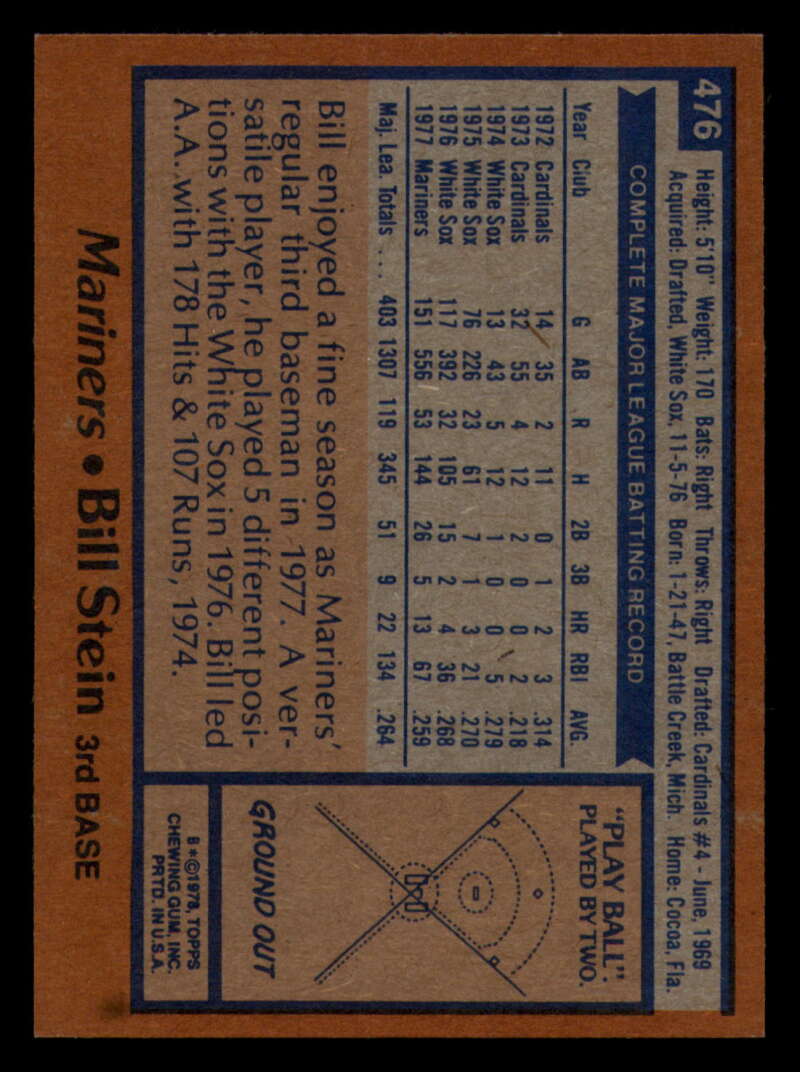 476
Height: 5'10" Weight: 170 Bats: Right Throws: Right Drafted: Cardinals #4 - June, 1969
Acquired: Drafted, White Sox, 11-5-76 Born: 1-21-47, Battle Creek, Mich. Home: Cocoa, Fla.
COMPLETE MAJOR LEAGUE BATTING RECORD
Year Club G AB R H 2B 3B HR RBI AVG.
1972 Cardinals 14 35 2 11 0 1 2 3 .314
1973 Cardinals 32 55 4 12 2 0 0 2 .218
1974 White Sox 13 43 5 12 1 0 0 5 .279
1975 White Sox 76 226 23 61 7 1 3 21 .270
1976 White Sox 117 392 32 105 15 2 4 36 .268
1977 Mariners 151 556 53 144 26 5 13 67 .259
Maj. Lea. Totals ... 403 1307 119 345 51 9 22 134 .264
Bill enjoyed a fine season as Mariners'
regular third baseman in 1977. A ver-
satile player, he played 5 different posi-
tions with the White Sox in 1976. Bill led
A.A. with 178 Hits & 107 Runs, 1974.
"PLAY BALL":
PLAYED BY TWO.
GROUND OUT
B*©1978, TOPPS
CHEWING GUM, INC.
PRTD. IN U.S.A.
Mariners • Bill Stein 3rd BASE